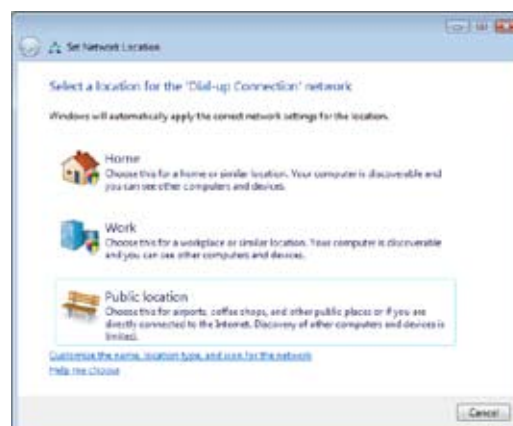 Set Network Location
Select a location for the 'Dial-up Connection' network
Windows will automatically apply the correct network settings for the location.
Home
Choose this for a home or similar location. Your computer is discoverable and
you can see other computers and devices.
Work
Choose this for a workplace or similar location. Your computer is discoverable
and you can see other computers and devices.
Public location
Choose this for airports, coffee shops, and other public places or if you are
directly connected to the Internet. Discovery of other computers and devices is
limited.
Customize the name, location type, and icon for the network
Help me choose
Cancel